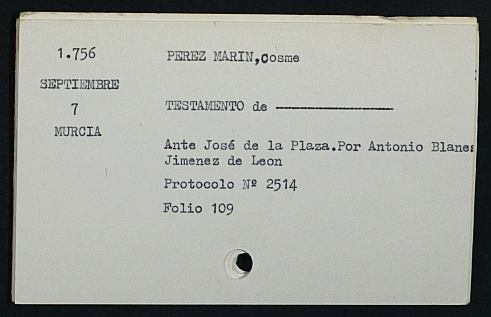 1.756 PEREZ MARIN,Cosme
SEPTIEMBRE
7 TESTAMENTO de -----------------
MURCIA
Ante José de la Plaza.Por Antonio Blanes
Jimenez de Leon
Protocolo Nº 2514
Folio 109